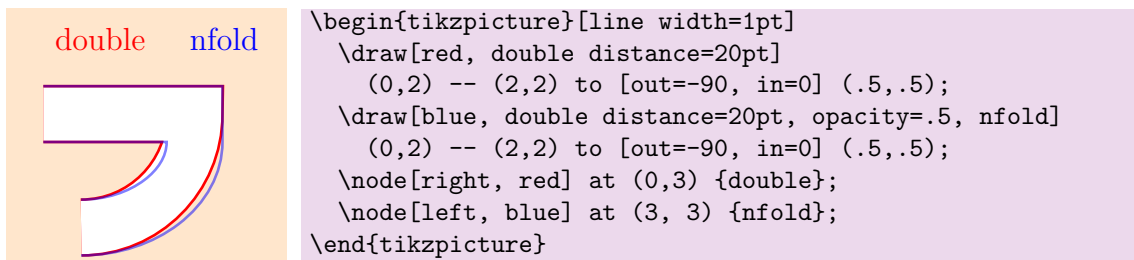 double nfold
\begin{tikzpicture}[line width=1pt]
  \draw[red, double distance=20pt]
    (0,2) -- (2,2) to [out=-90, in=0] (.5,.5);
  \draw[blue, double distance=20pt, opacity=.5, nfold]
    (0,2) -- (2,2) to [out=-90, in=0] (.5,.5);
  \node[right, red] at (0,3) {double};
  \node[left, blue] at (3, 3) {nfold};
\end{tikzpicture}